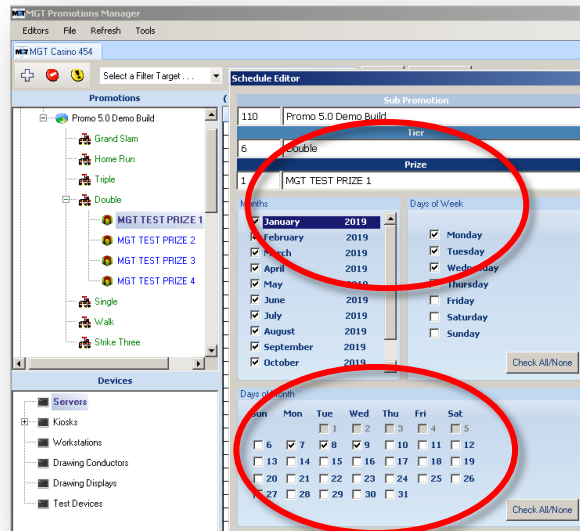 MGT MGT Promotions Manager
Editors File Refresh Tools
MGT MGT Casino 454
Select a Filter Target . . .
Promotions
Promo 5.0 Demo Build
Grand Slam
Home Run
Triple
Double
MGT TEST PRIZE 1
MGT TEST PRIZE 2
MGT TEST PRIZE 3
MGT TEST PRIZE 4
Single
Walk
Strike Three
Devices
Servers
Kiosks
Workstations
Drawing Conductors
Drawing Displays
Test Devices
Schedule Editor
Sub Promotion
110 Promo 5.0 Demo Build
Tier
6 Double
Prize
1 MGT TEST PRIZE 1
Months
January 2019
February 2019
March 2019
April 2019
May 2019
June 2019
July 2019
August 2019
September 2019
October 2019
Days of Week
Monday
Tuesday
Wednesday
Thursday
Friday
Saturday
Sunday
Check All/None
Days of Month
Sun Mon Tue Wed Thu Fri Sat
1 2 3 4 5
6 7 8 9 10 11 12
13 14 15 16 17 18 19
20 21 22 23 24 25 26
27 28 29 30 31
Check All/None